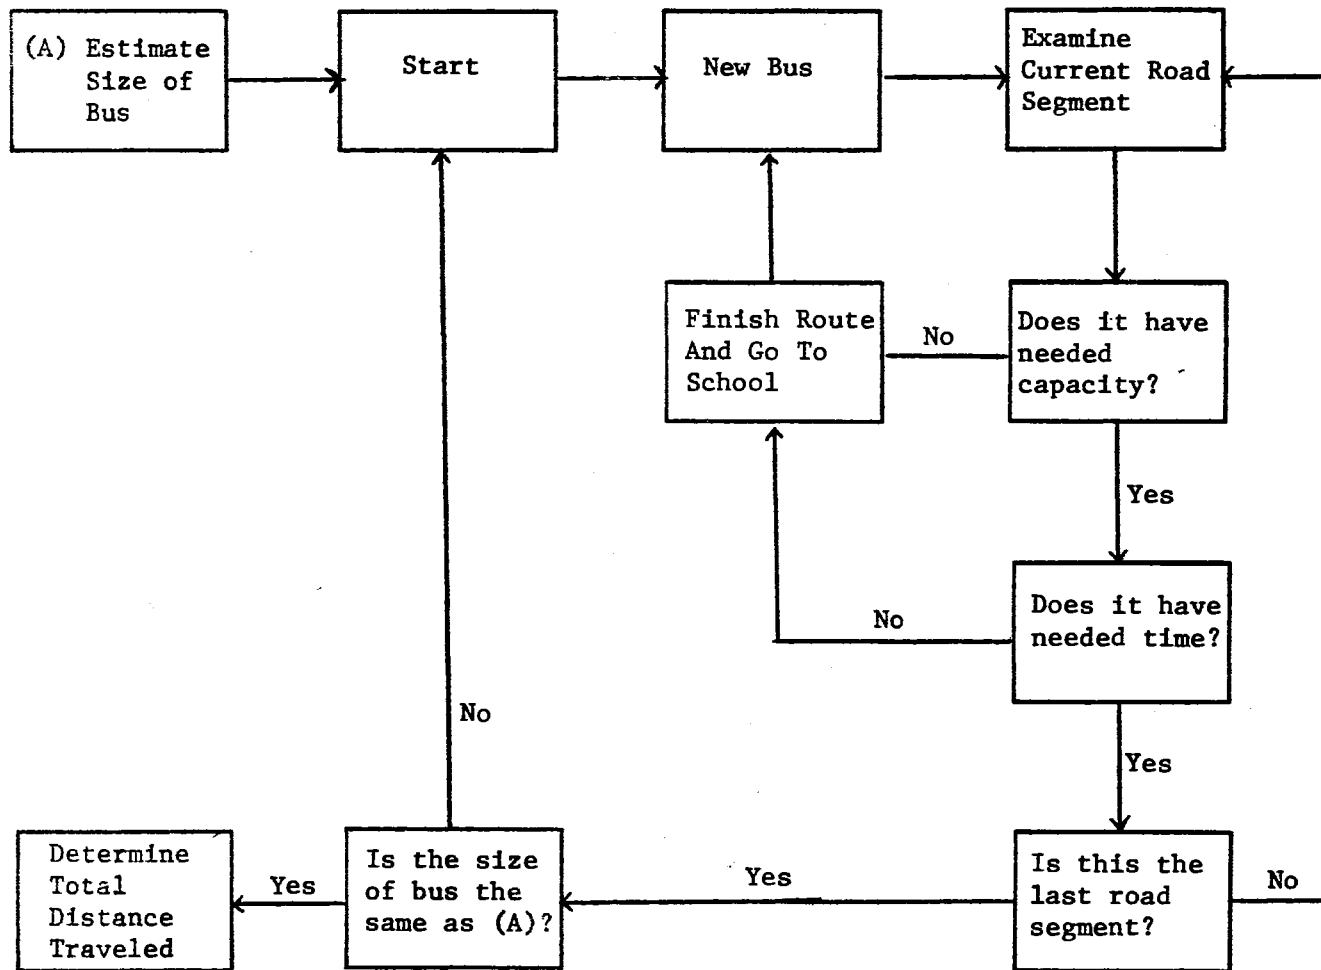 (A) Estimate
Size of
Bus
Start
New Bus
Examine
Current Road
Segment
Finish Route
And Go To
School
No
Does it have
needed
capacity?
Yes
Does it have
needed time?
No
No
Yes
Determine
Total
Distance
Traveled
Yes
Is the size
of bus the
same as (A)?
Yes
Is this the
last road
segment?
No